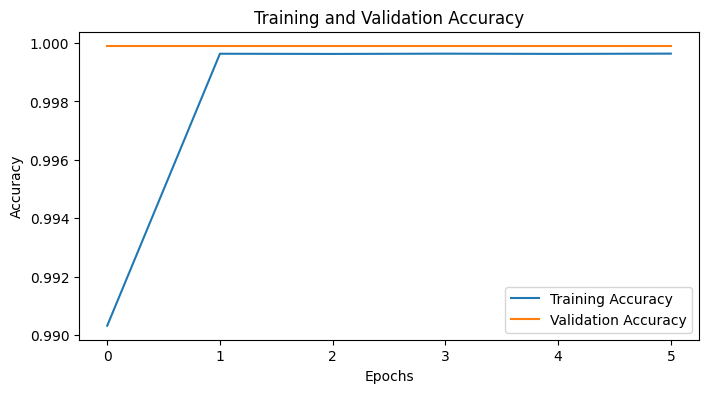 Training and Validation Accuracy
Accuracy
1.000
0.998
0.996
0.994
0.992
0.990
Training Accuracy
Validation Accuracy
0 1 2 3 4 5
Epochs